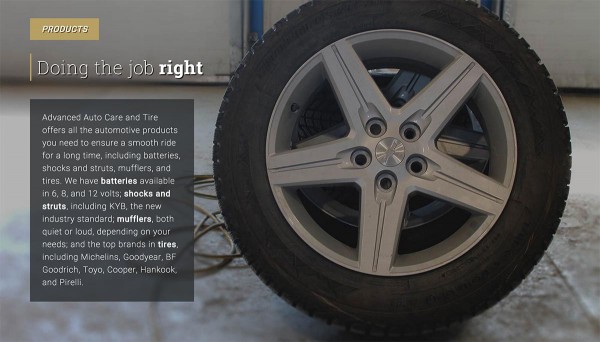 PRODUCTS
Doing the job right
Advanced Auto Care and Tire
offers all the automotive products
you need to ensure a smooth ride
for a long time, including batteries,
shocks and struts, mufflers, and
tires. We have batteries available
in 6, 8, and 12 volts; shocks and
struts, including KYB, the new
industry standard; mufflers, both
quiet or loud, depending on your
needs; and the top brands in tires,
including Michelins, Goodyear, BF
Goodrich, Toyo, Cooper, Hankook,
and Pirelli.